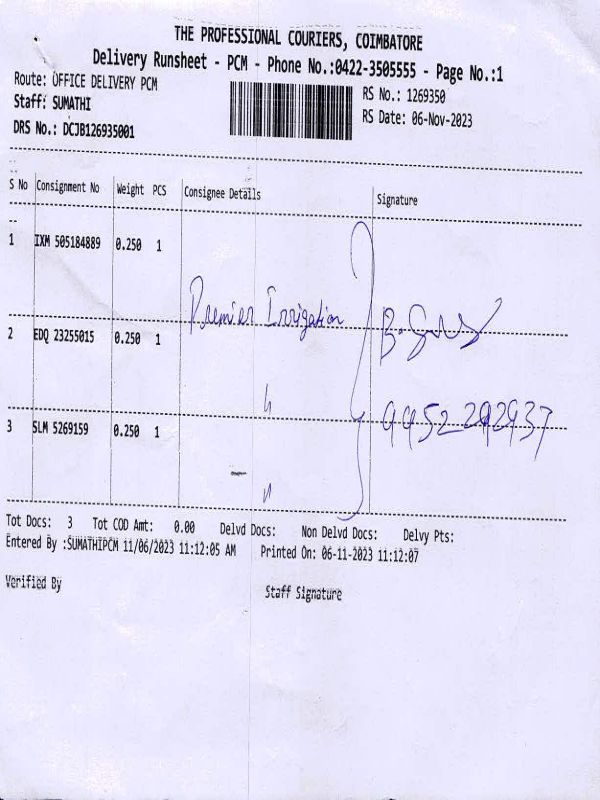 THE PROFESSIONAL COURIERS, COIMBATORE
Delivery Runsheet - PCM - Phone No.:0422-3505555 - Page No.:1
Route: OFFICE DELIVERY PCM
RS No.: 1269350
Staff: SUMATHI
RS Date: 06-Nov-2023
DRS No.: DCJB126935001
S No Consignment No Weight PCS Consignee Details Signature
1 IXM 505184889 0.250 1
Premier Irrigation
2 EDQ 23255015 0.250 1
9952292937
3 SLM 5269159 0.250 1
Tot Docs: 3 Tot COD Amt: 0.00 Delvd Docs: Non Delvd Docs: Delvy Pts:
Entered By :SUMATHIPCM 11/06/2023 11:12:05 AM Printed On: 06-11-2023 11:12:07
Verified By Staff Signature